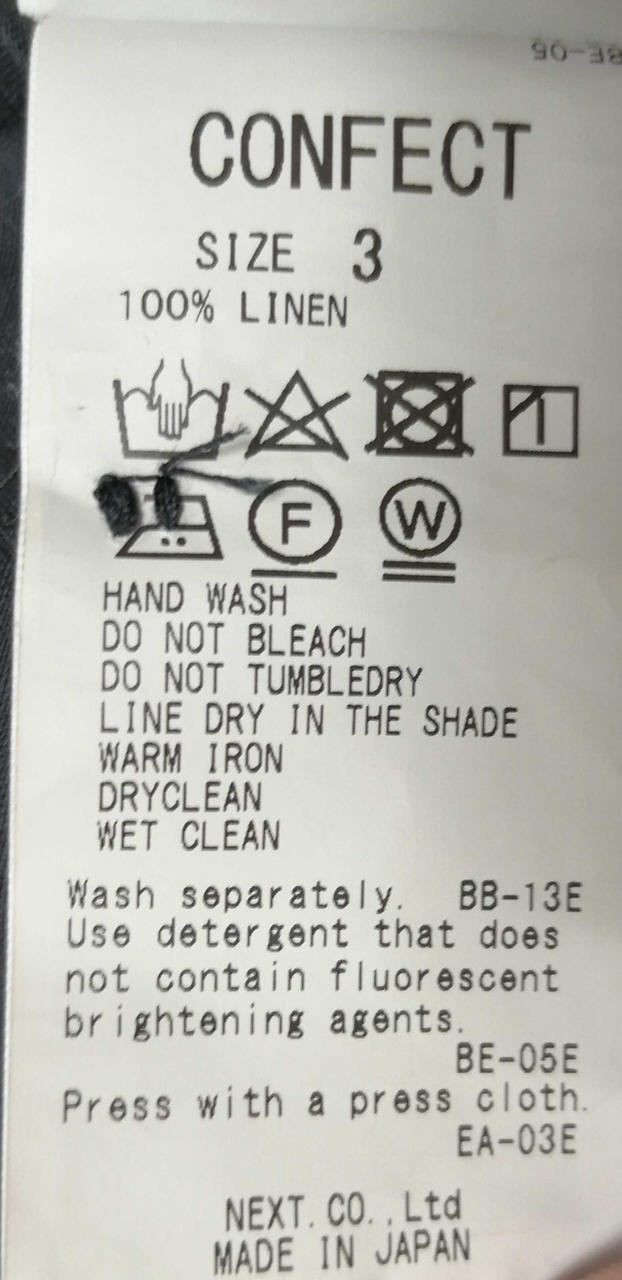 BE-05
CONFECT
SIZE 3
100% LINEN
F W
HAND WASH
DO NOT BLEACH
DO NOT TUMBLEDRY
LINE DRY IN THE SHADE
WARM IRON
DRYCLEAN
WET CLEAN
Wash separately. BB-13E
Use detergent that does
not contain fluorescent
brightening agents.
BE-05E
Press with a press cloth.
EA-03E
NEXT.CO.,Ltd
MADE IN JAPAN